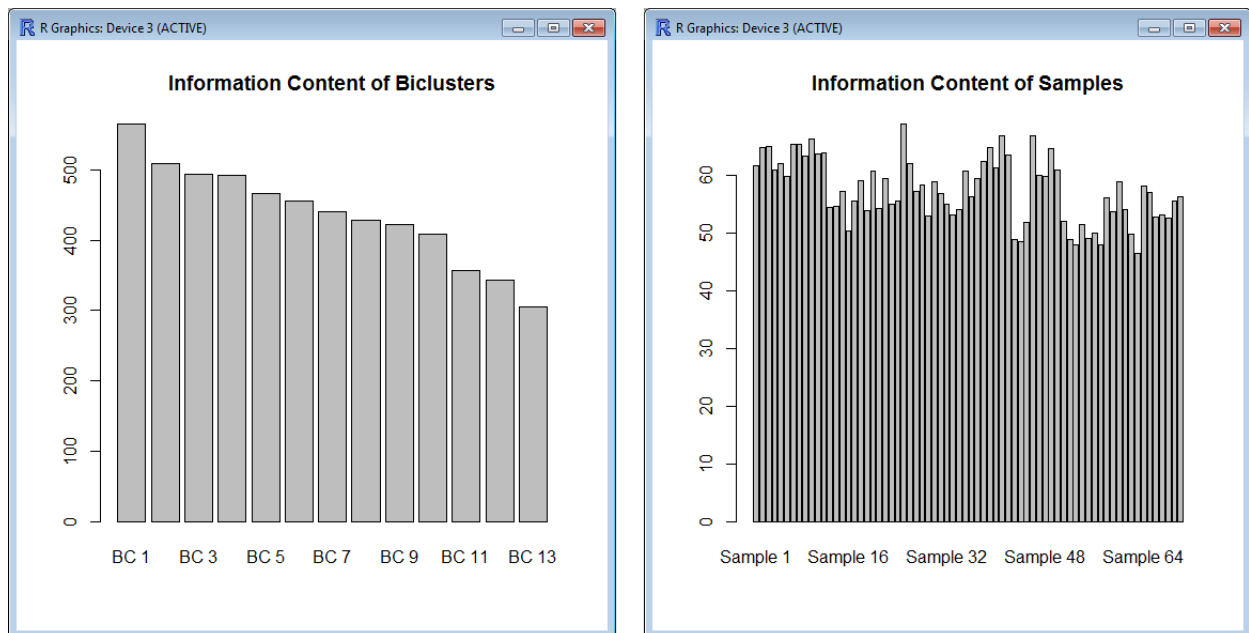 R Graphics: Device 3 (ACTIVE)
Information Content of Biclusters
500
400
300
200
100
0
BC 1 BC 3 BC 5 BC 7 BC 9 BC 11 BC 13
R Graphics: Device 3 (ACTIVE)
Information Content of Samples
60
50
40
30
20
10
0
Sample 1 Sample 16 Sample 32 Sample 48 Sample 64